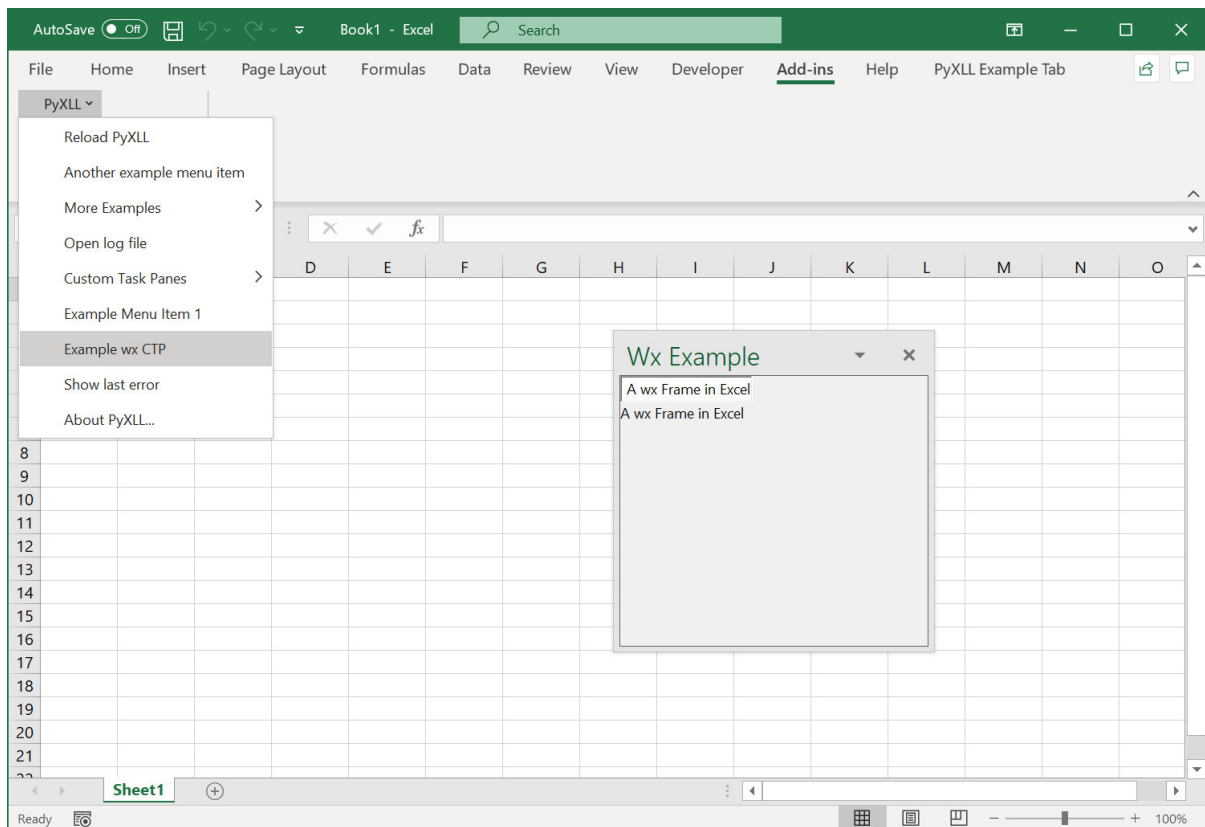 AutoSave Off Book1 - Excel Search
File Home Insert Page Layout Formulas Data Review View Developer Add-ins Help PyXLL Example Tab
PyXLL
Reload PyXLL
Another example menu item
More Examples
Open log file
fx
Custom Task Panes
D E F G H I J K L M N O
Example Menu Item 1
Example wx CTP
Show last error
About PyXLL...
Wx Example
A wx Frame in Excel
A wx Frame in Excel
8
9
10
11
12
13
14
15
16
17
18
19
20
21
Sheet1
Ready 100%